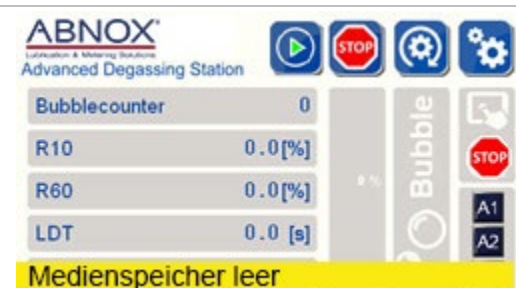 ABNOX
Lubrication & Metering Solutions
Advanced Degassing Station
STOP
Bubblecounter 0
R10 0.0[%]
R60 0.0[%]
LDT 0.0 [s]
0 %
Bubble
STOP
A1
A2
Medienspeicher leer